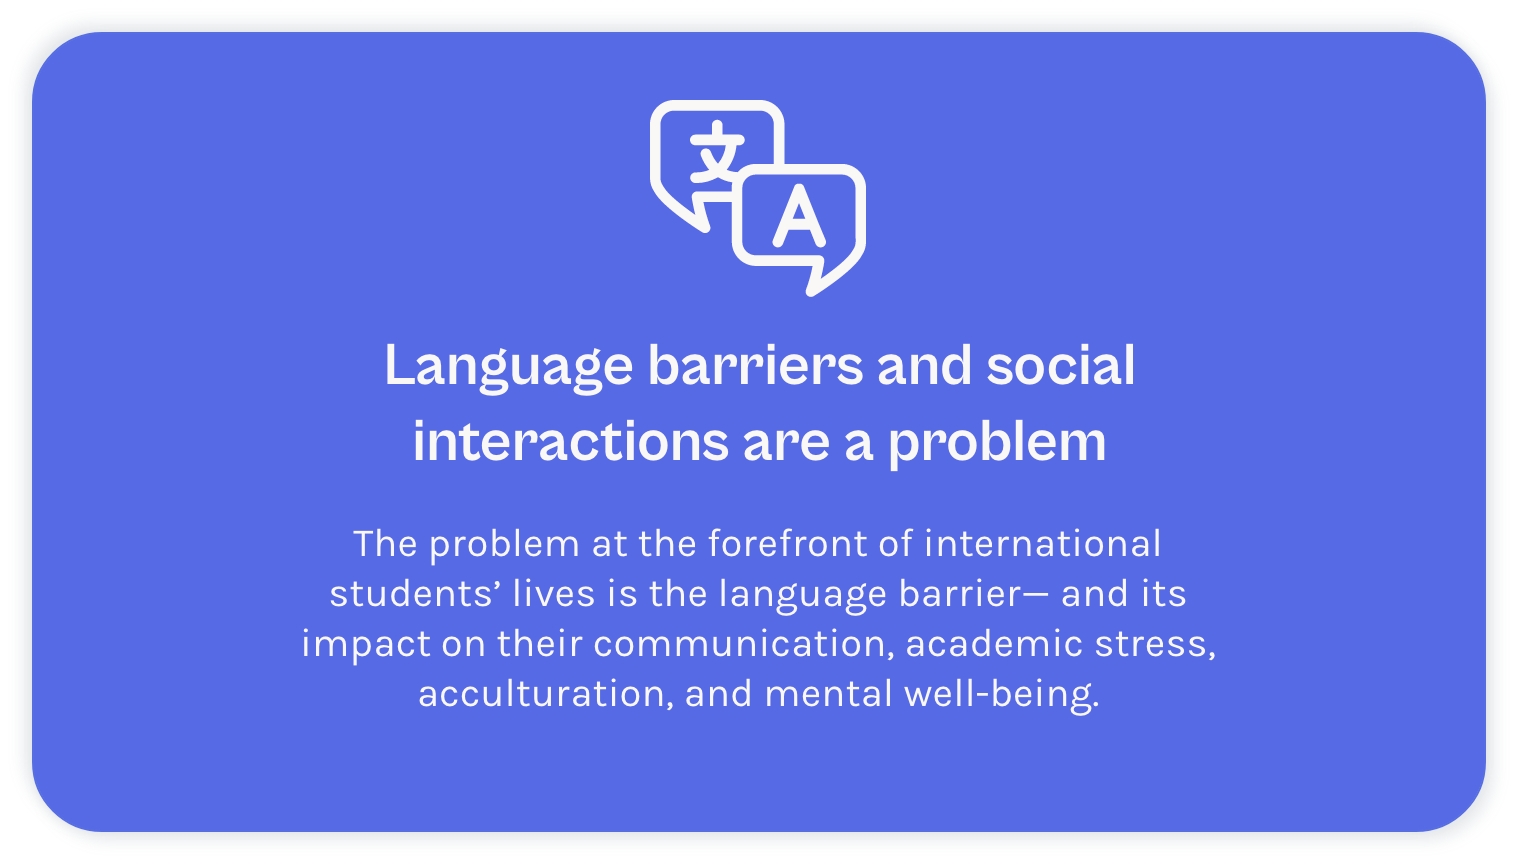 文
A
Language barriers and social
interactions are a problem
The problem at the forefront of international
students’ lives is the language barrier— and its
impact on their communication, academic stress,
acculturation, and mental well-being.